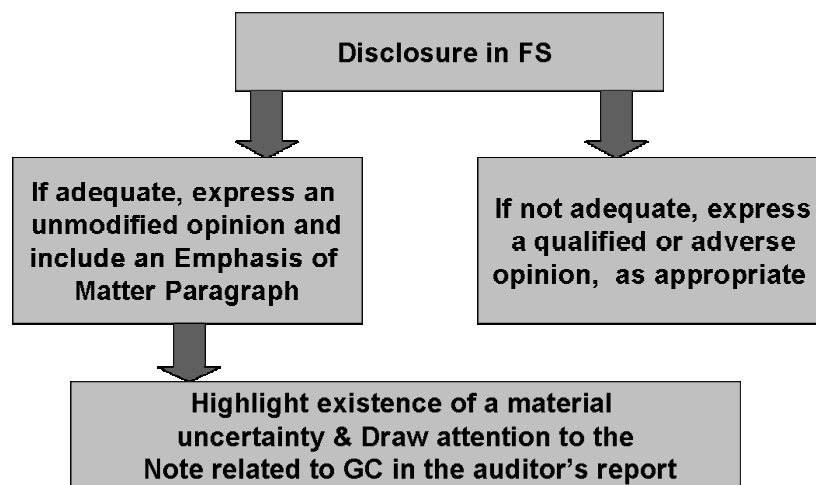 Disclosure in FS
If adequate, express an
unmodified opinion and
include an Emphasis of
Matter Paragraph
If not adequate, express
a qualified or adverse
opinion, as appropriate
Highlight existence of a material
uncertainty & Draw attention to the
Note related to GC in the auditor's report